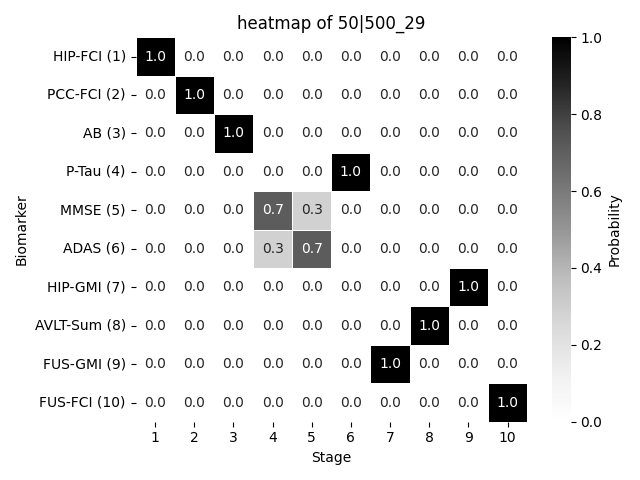 heatmap of 50|500_29
HIP-FCI (1) 1.0 0.0 0.0 0.0 0.0 0.0 0.0 0.0 0.0 0.0
PCC-FCI (2) 0.0 1.0 0.0 0.0 0.0 0.0 0.0 0.0 0.0 0.0
AB (3) 0.0 0.0 1.0 0.0 0.0 0.0 0.0 0.0 0.0 0.0
P-Tau (4) 0.0 0.0 0.0 0.0 0.0 1.0 0.0 0.0 0.0 0.0
MMSE (5) 0.0 0.0 0.0 0.7 0.3 0.0 0.0 0.0 0.0 0.0
ADAS (6) 0.0 0.0 0.0 0.3 0.7 0.0 0.0 0.0 0.0 0.0
HIP-GMI (7) 0.0 0.0 0.0 0.0 0.0 0.0 0.0 0.0 1.0 0.0
AVLT-Sum (8) 0.0 0.0 0.0 0.0 0.0 0.0 0.0 1.0 0.0 0.0
FUS-GMI (9) 0.0 0.0 0.0 0.0 0.0 0.0 1.0 0.0 0.0 0.0
FUS-FCI (10) 0.0 0.0 0.0 0.0 0.0 0.0 0.0 0.0 0.0 1.0
1 2 3 4 5 6 7 8 9 10
Stage
Biomarker
1.0
0.8
0.6
0.4
0.2
0.0
Probability